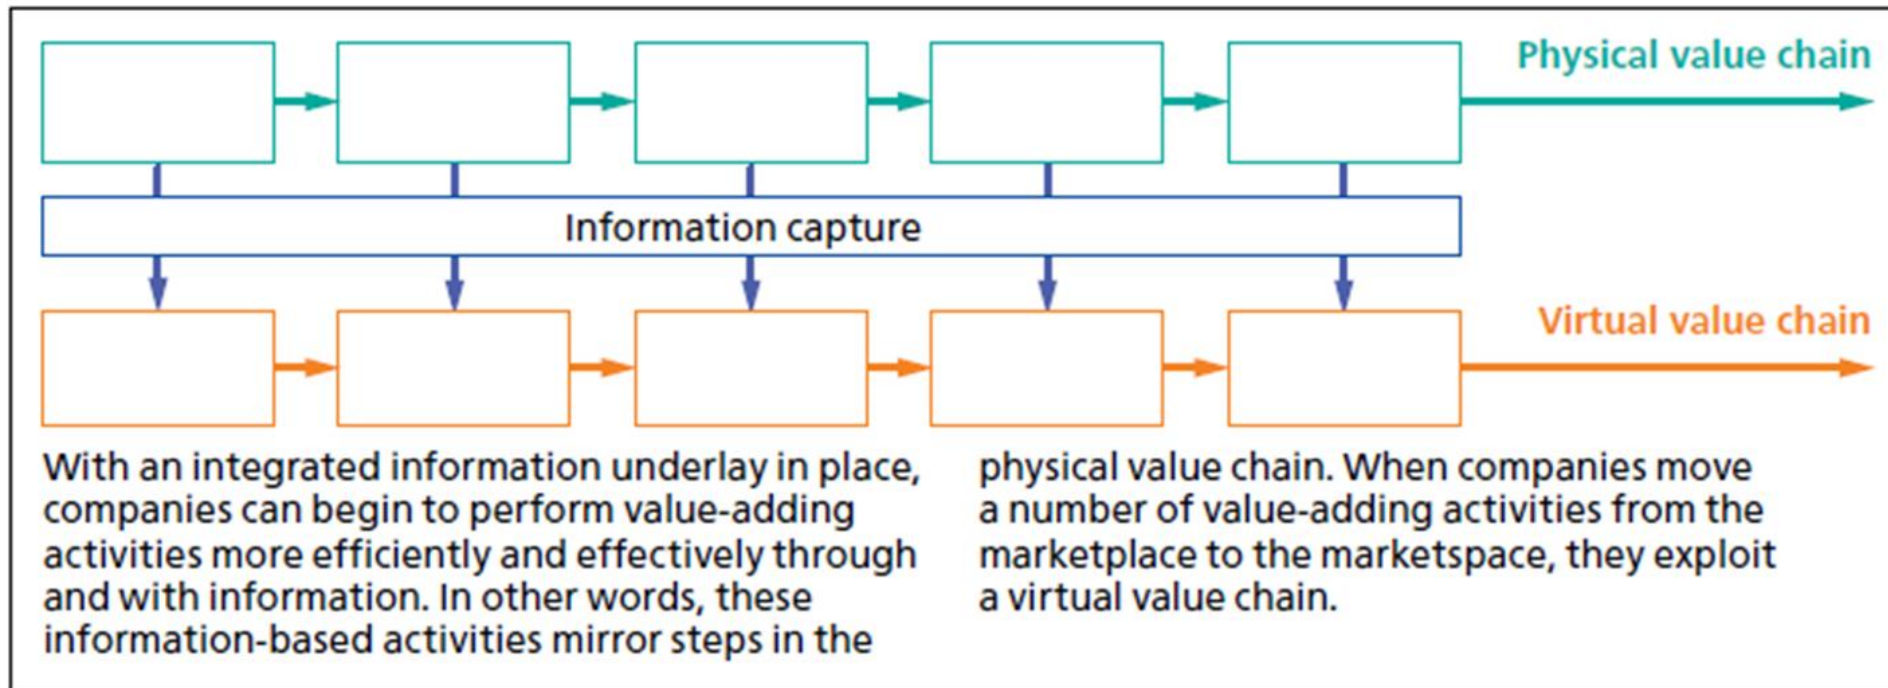 Physical value chain
Information capture
Virtual value chain
With an integrated information underlay in place,
companies can begin to perform value-adding
activities more efficiently and effectively through
and with information. In other words, these
information-based activities mirror steps in the
physical value chain. When companies move
a number of value-adding activities from the
marketplace to the marketspace, they exploit
a virtual value chain.